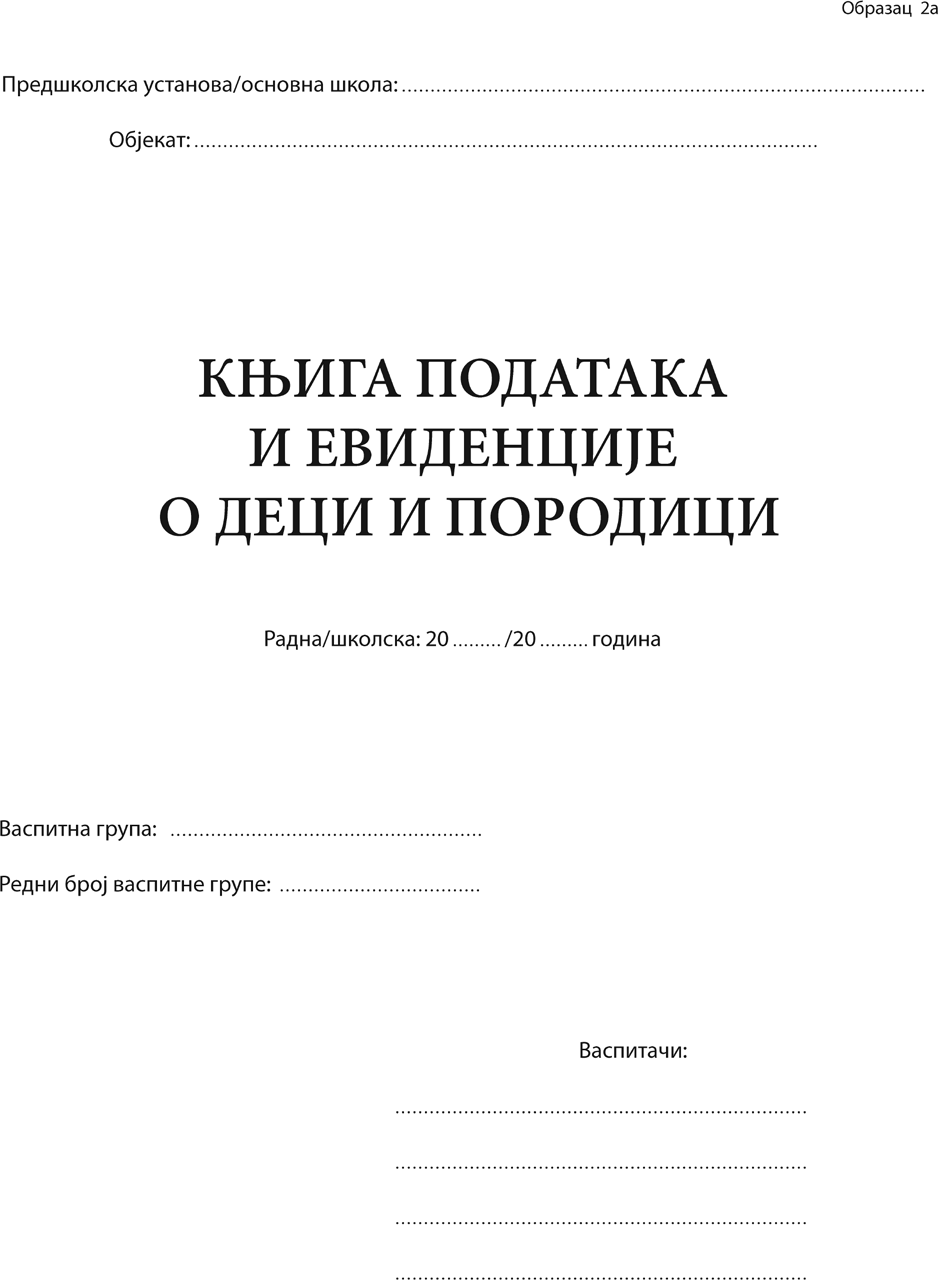 Образац 2а
Предшколска установа/основна школа:..........................................................................................
Објекат:............................................................................................................
КЊИГА ПОДАТАКА
И ЕВИДЕНЦИЈЕ
О ДЕЦИ И ПОРОДИЦИ
Радна/школска: 20 ......... /20 ......... година
Васпитна група: ......................................................
Редни број васпитне групе: ...................................
Васпитачи:
.......................................................................
.......................................................................
.......................................................................
.......................................................................